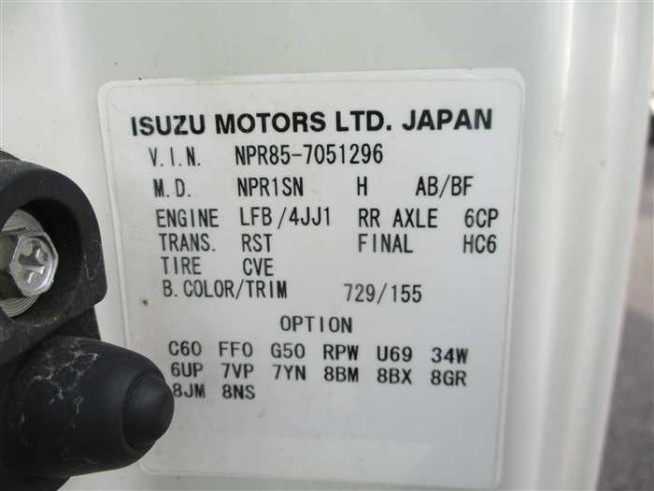 ISUZU MOTORS LTD. JAPAN
V.I.N. NPR85-7051296
M.D. NPR1SN H AB/BF
ENGINE LFB/4JJ1 RR AXLE 6CP
TRANS. RST FINAL HC6
TIRE CVE
B.COLOR/TRIM 729/155
OPTION
C60 FF0 G50 RPW U69 34W
6UP 7VP 7YN 8BM 8BX 8GR
8JM 8NS